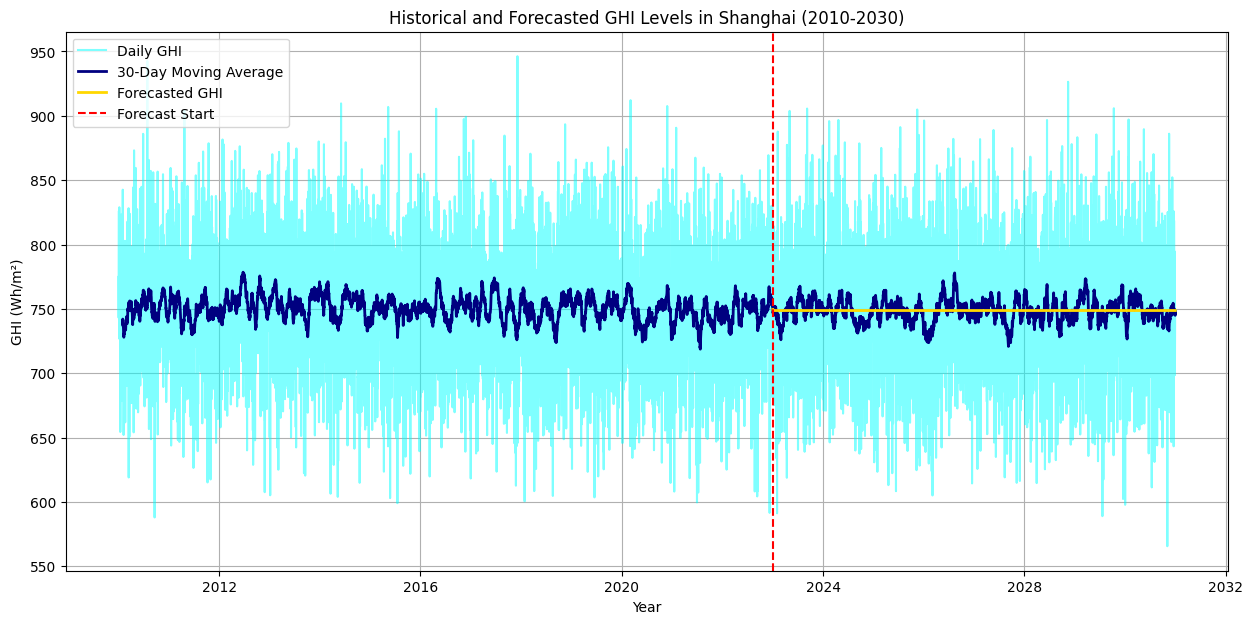 Historical and Forecasted GHI Levels in Shanghai (2010-2030)
Daily GHI
30-Day Moving Average
Forecasted GHI
Forecast Start
GHI (Wh/m²)
950
900
850
800
750
700
650
600
550
2012
2016
2020
2024
2028
2032
Year